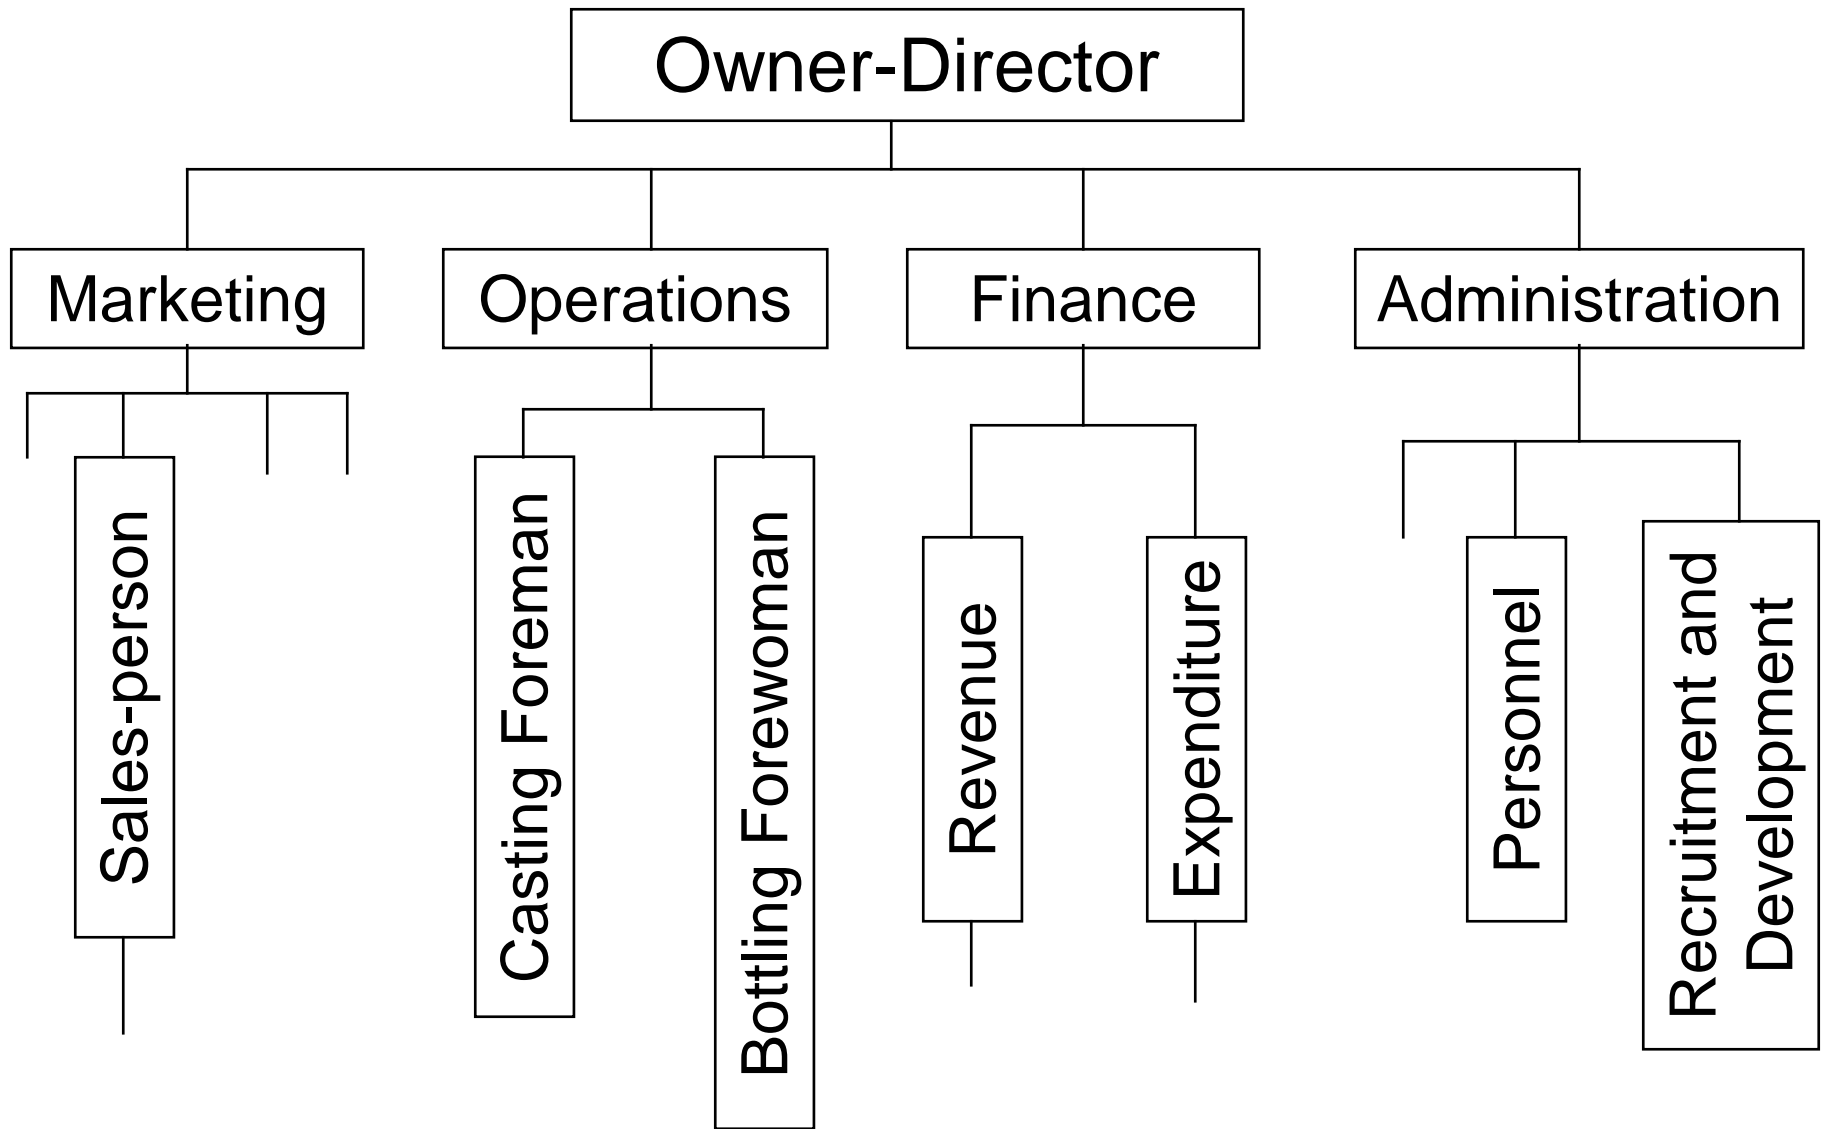 Owner-Director
Marketing
Operations
Finance
Administration
Sales-person
Casting Foreman
Bottling Forewoman
Revenue
Expenditure
Personnel
Recruitment and
Development